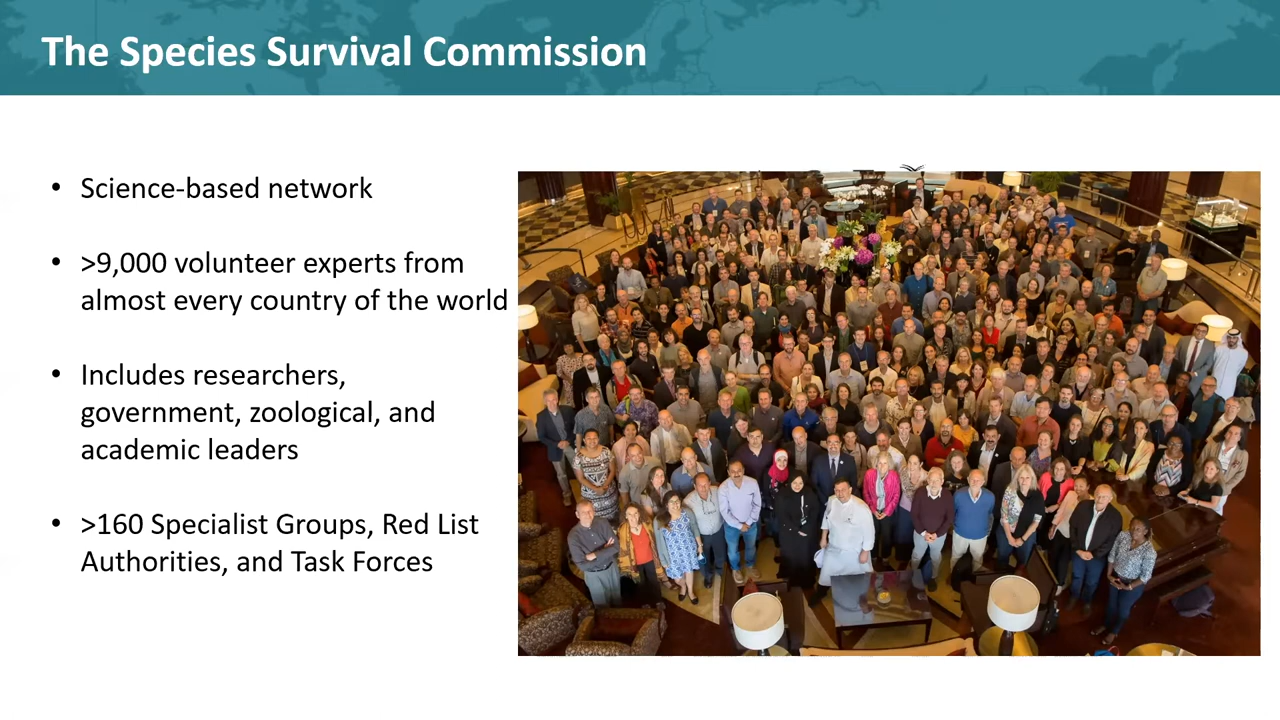 The Species Survival Commission
• Science-based network
• >9,000 volunteer experts from
almost every country of the world
• Includes researchers,
government, zoological, and
academic leaders
• >160 Specialist Groups, Red List
Authorities, and Task Forces